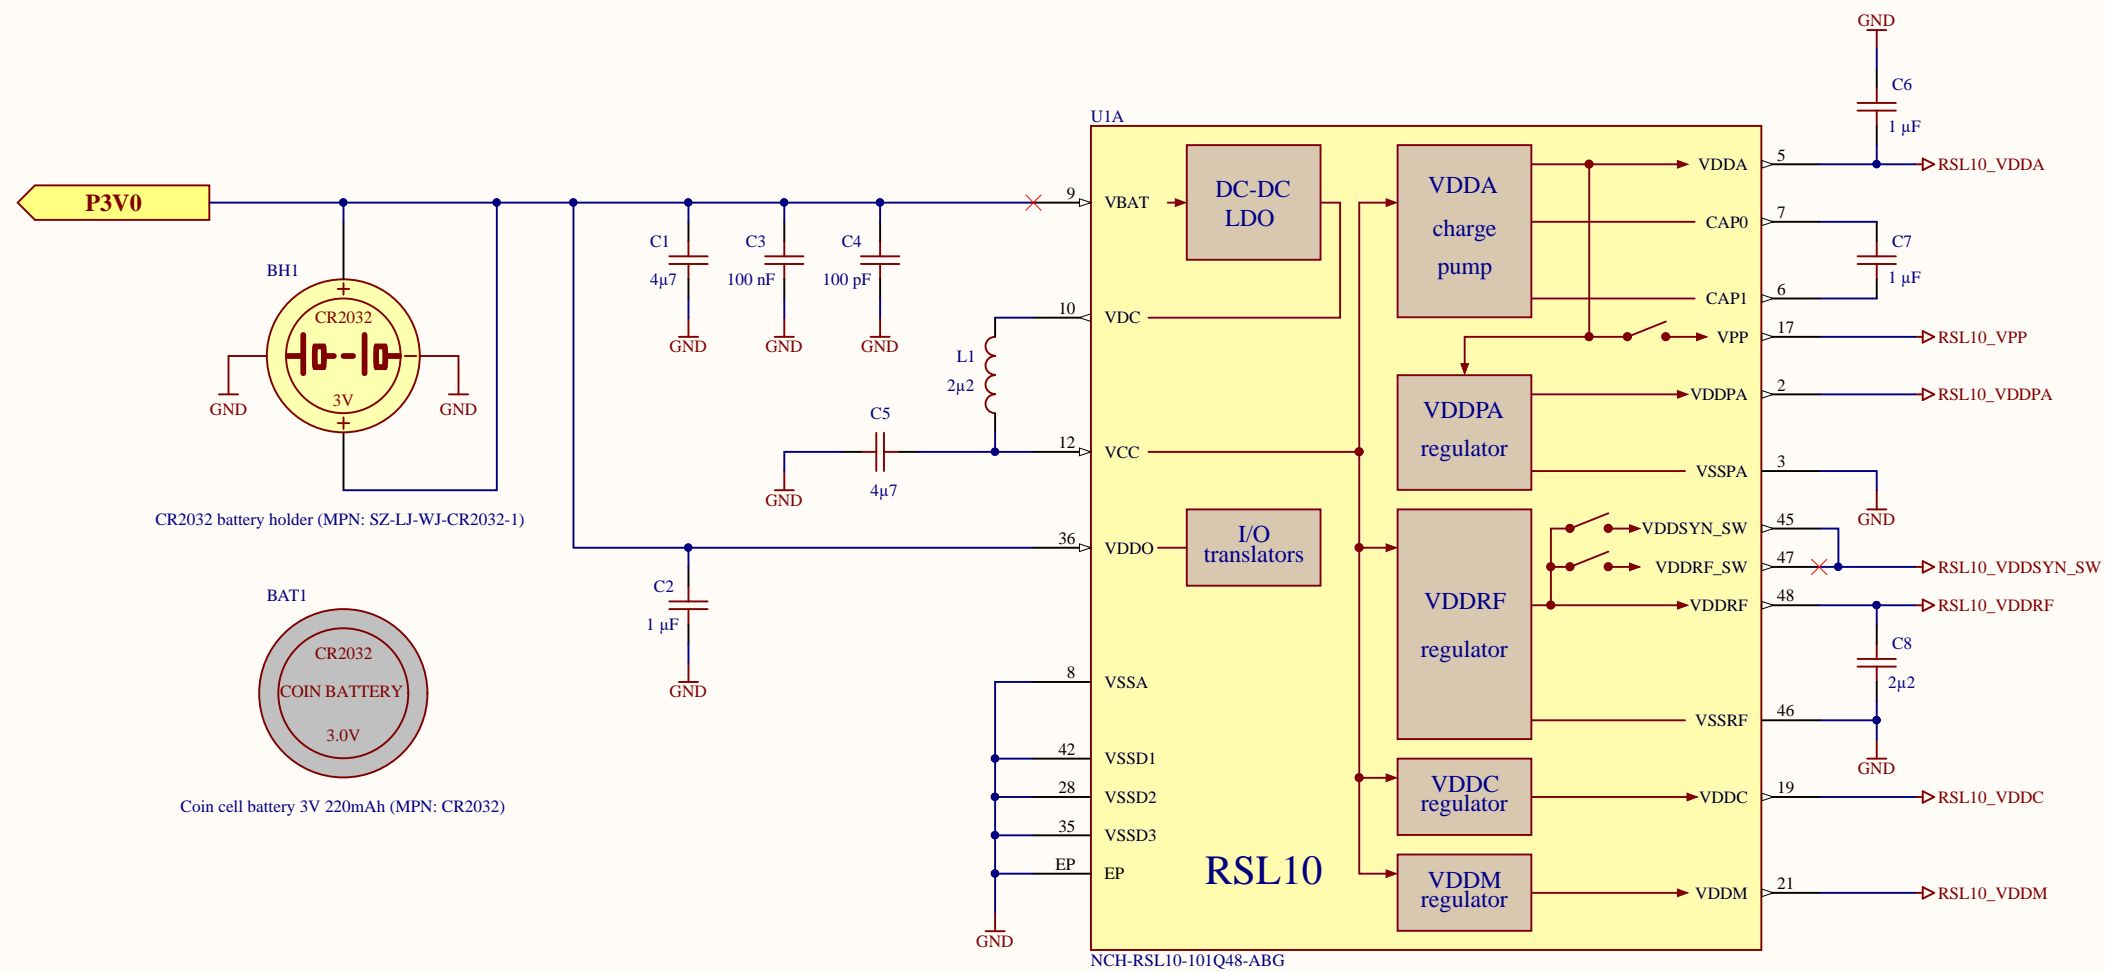 GND
C6
1 µF
U1A
5
VDDA
RSL10_VDDA
P3V0
9
VBAT
DC-DC
LDO
VDDA
charge
pump
7
CAP0
C7
1 µF
6
CAP1
BH1
CR2032
3V
GND
GND
C1
4µ7
GND
C3
100 nF
GND
C4
100 pF
GND
10
VDC
L1
2µ2
17
VPP
RSL10_VPP
C5
4µ7
GND
12
VCC
VDDPA
regulator
2
VDDPA
RSL10_VDDPA
3
VSSPA
GND
CR2032 battery holder (MPN: SZ-LJ-WJ-CR2032-1)
36
VDDO
I/O
translators
45
VDDSYN_SW
47
VDDRF_SW
RSL10_VDDSYN_SW
48
VDDRF
RSL10_VDDRF
VDDRF
regulator
C8
2µ2
46
VSSRF
GND
C2
1 µF
GND
BAT1
CR2032
COIN BATTERY
3.0V
Coin cell battery 3V 220mAh (MPN: CR2032)
8
VSSA
42
VSSD1
28
VSSD2
35
VSSD3
EP
EP
GND
VDDC
regulator
19
VDDC
RSL10_VDDC
RSL10
VDDM
regulator
21
VDDM
RSL10_VDDM
NCH-RSL10-101Q48-ABG